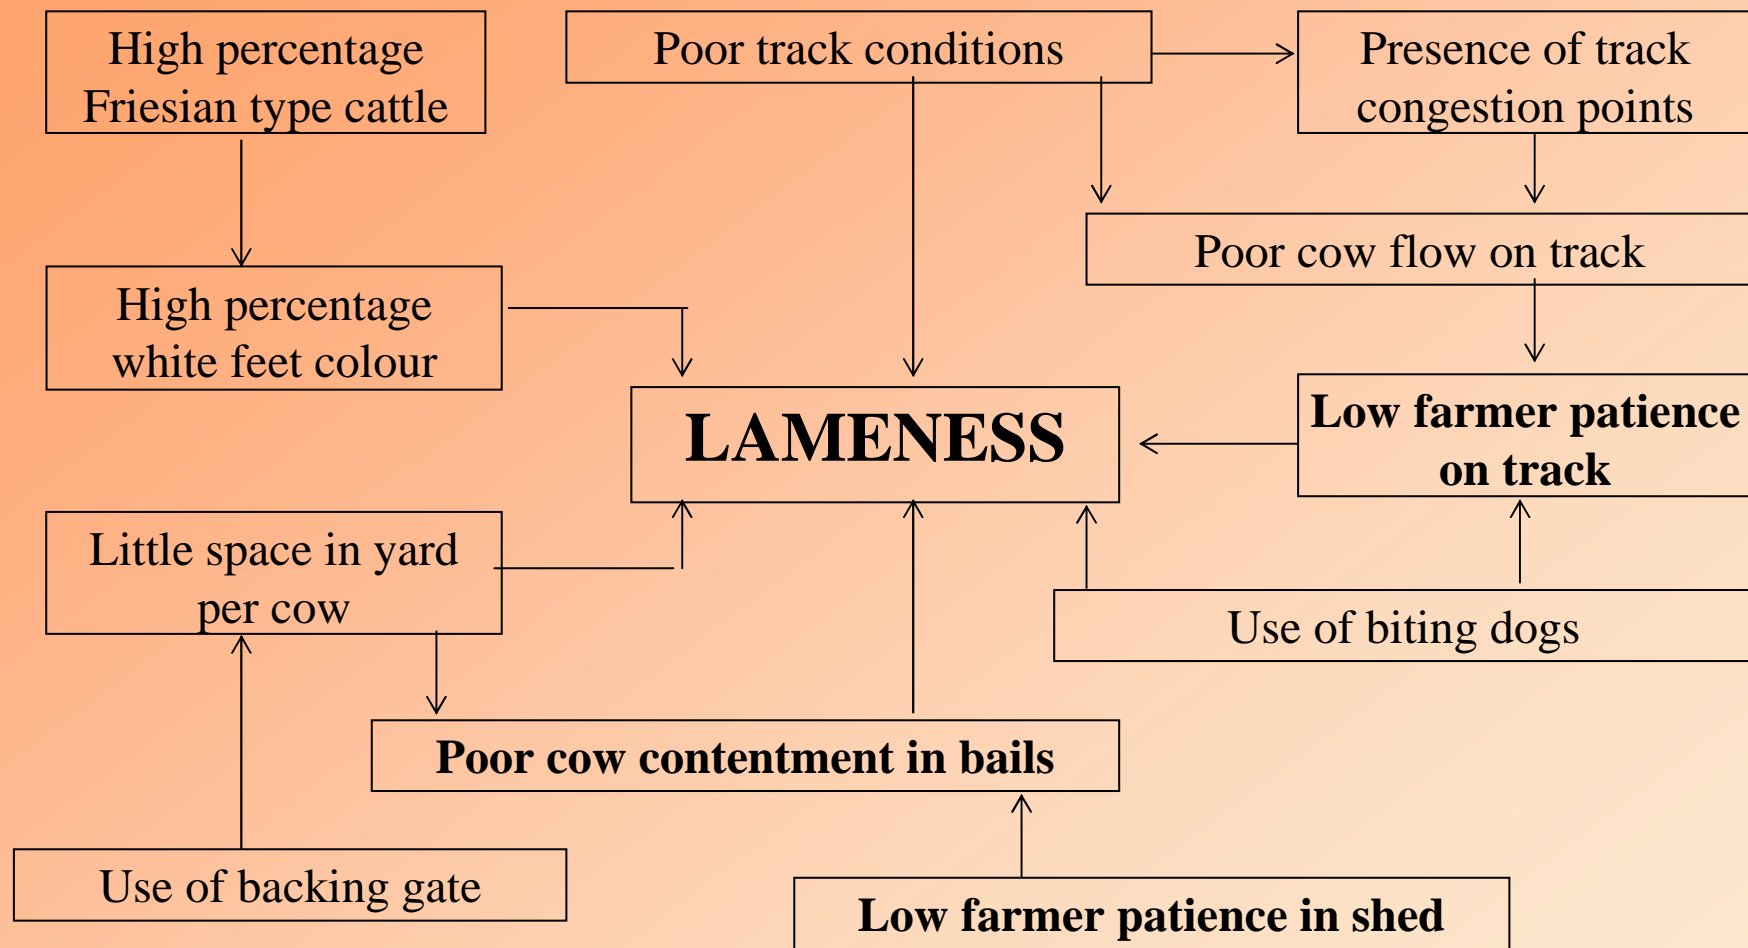 High percentage
Friesian type cattle
Poor track conditions
Presence of track
congestion points
Poor cow flow on track
High percentage
white feet colour
LAMENESS
Low farmer patience
on track
Little space in yard
per cow
Use of biting dogs
Poor cow contentment in bails
Use of backing gate
Low farmer patience in shed